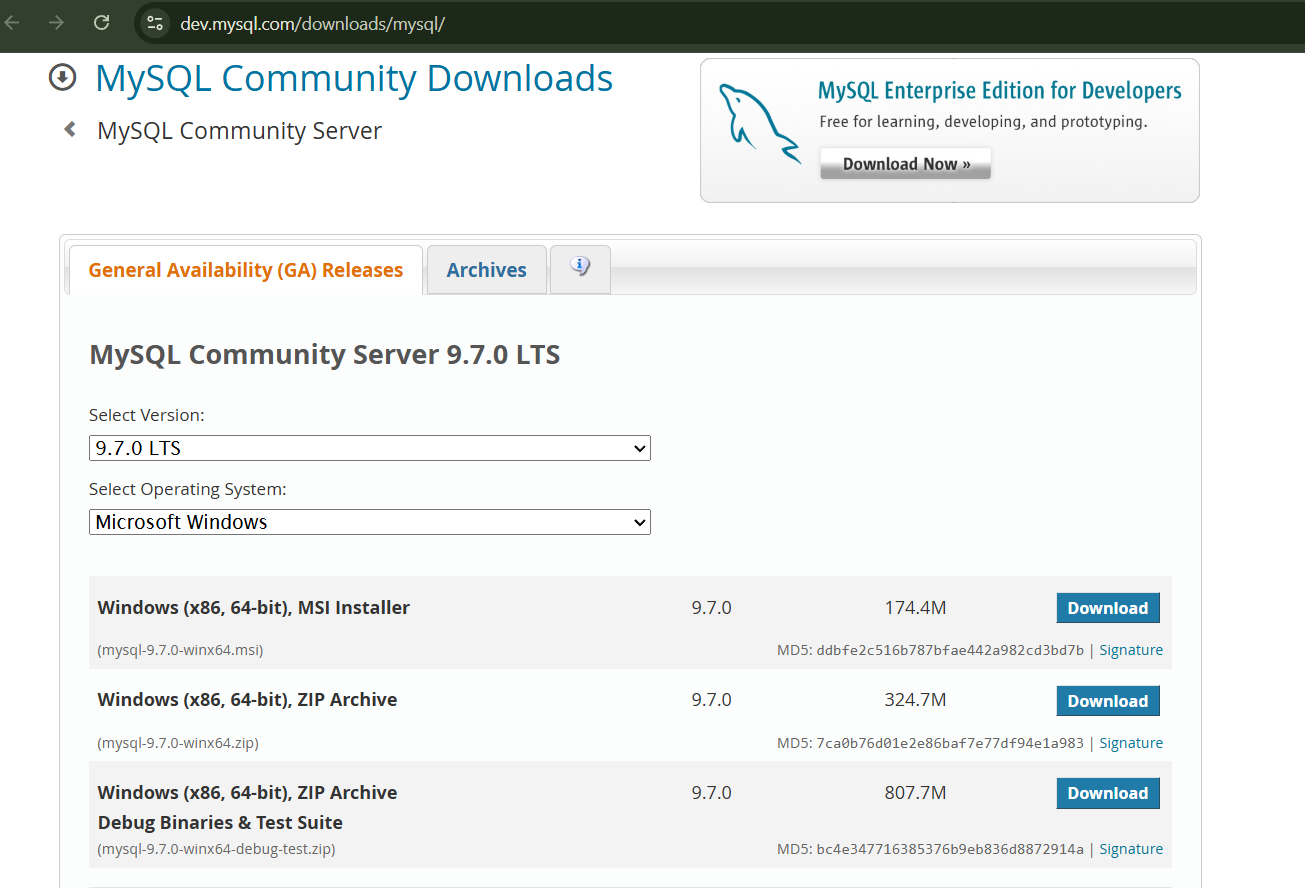 dev.mysql.com/downloads/mysql/
MySQL Community Downloads
MySQL Community Server
MySQL Enterprise Edition for Developers
Free for learning, developing, and prototyping.
Download Now »
General Availability (GA) Releases
Archives
MySQL Community Server 9.7.0 LTS
Select Version:
9.7.0 LTS
Select Operating System:
Microsoft Windows
Windows (x86, 64-bit), MSI Installer 9.7.0 174.4M Download
(mysql-9.7.0-winx64.msi) MD5: ddbfe2c516b787bfae442a982cd3bd7b | Signature
Windows (x86, 64-bit), ZIP Archive 9.7.0 324.7M Download
(mysql-9.7.0-winx64.zip) MD5: 7ca0b76d01e2e86baf7e77df94e1a983 | Signature
Windows (x86, 64-bit), ZIP Archive 9.7.0 807.7M Download
Debug Binaries & Test Suite
(mysql-9.7.0-winx64-debug-test.zip) MD5: bc4e347716385376b9eb836d8872914a | Signature